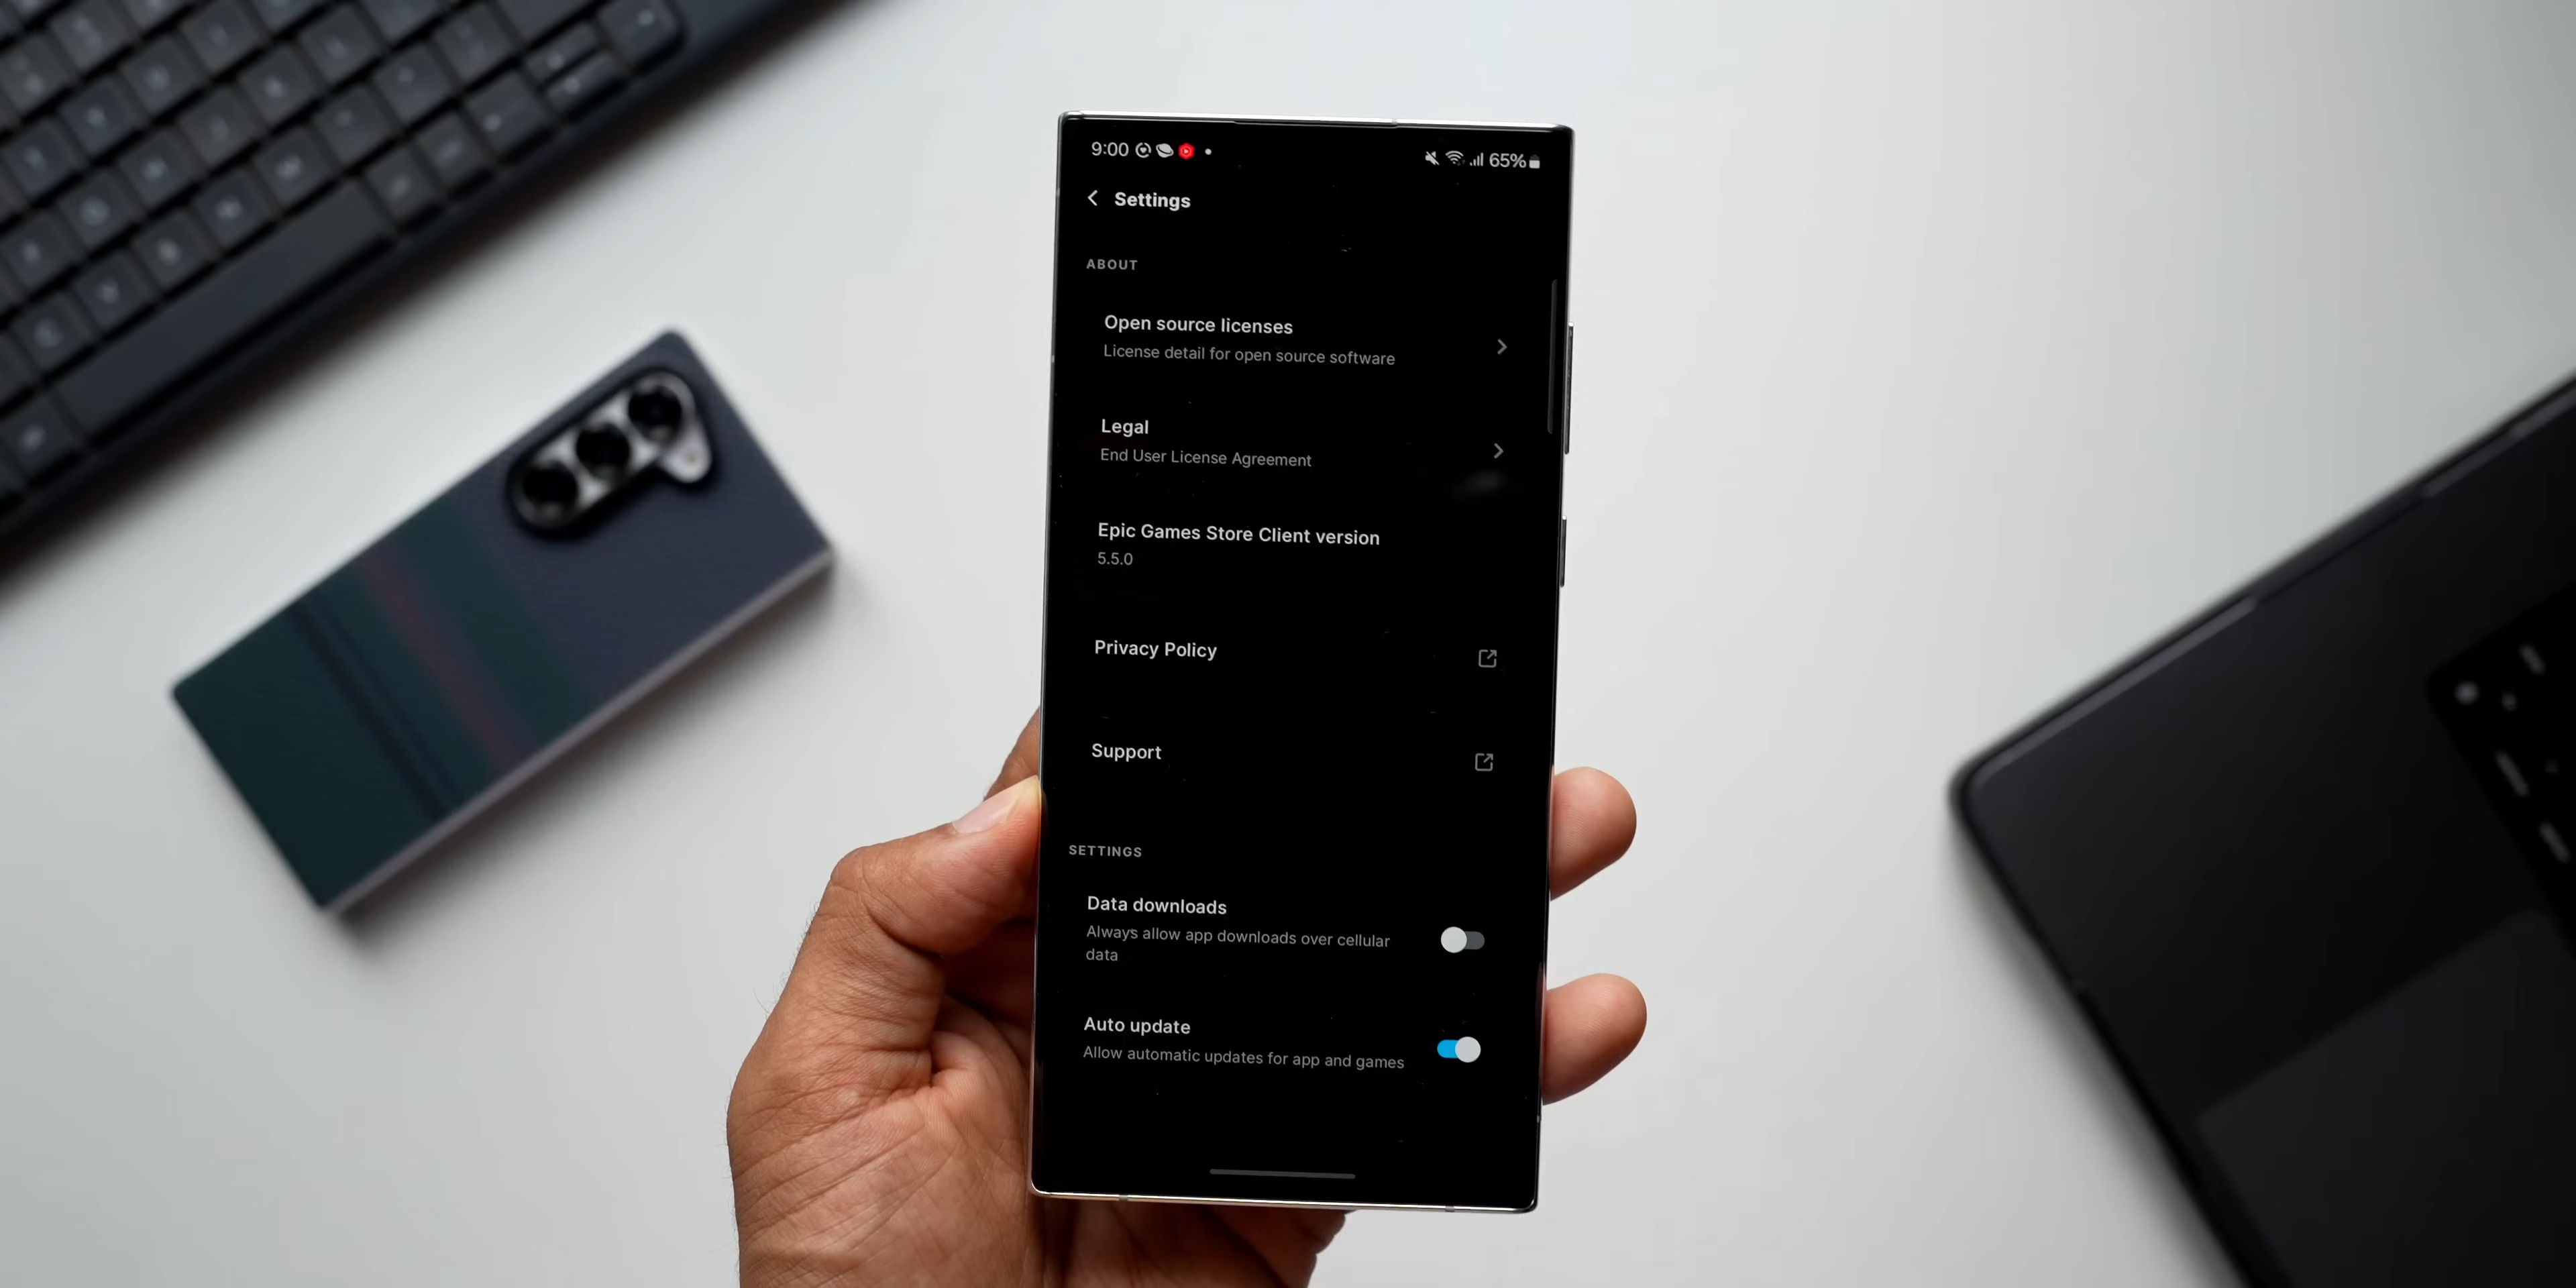 9:00
65%
Settings
ABOUT
Open source licenses
License detail for open source software
Legal
End User License Agreement
Epic Games Store Client version
5.5.0
Privacy Policy
Support
SETTINGS
Data downloads
Always allow app downloads over cellular
data
Auto update
Allow automatic updates for app and games